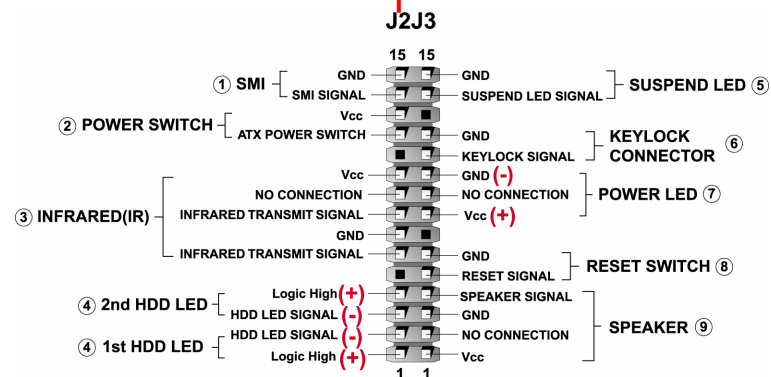 J2J3
15 15
GND
GND
1 SMI
SUSPEND LED 5
SMI SIGNAL
SUSPEND LED SIGNAL
Vcc
2 POWER SWITCH
ATX POWER SWITCH
GND
KEYLOCK
CONNECTOR 6
KEYLOCK SIGNAL
Vcc
GND (-)
NO CONNECTION
NO CONNECTION
POWER LED 7
3 INFRARED(IR)
INFRARED TRANSMIT SIGNAL
Vcc (+)
GND
INFRARED TRANSMIT SIGNAL
GND
RESET SWITCH 8
RESET SIGNAL
Logic High (+)
SPEAKER SIGNAL
4 2nd HDD LED
HDD LED SIGNAL (-)
GND
HDD LED SIGNAL (-)
NO CONNECTION
SPEAKER 9
4 1st HDD LED
Logic High (+)
Vcc
1 1